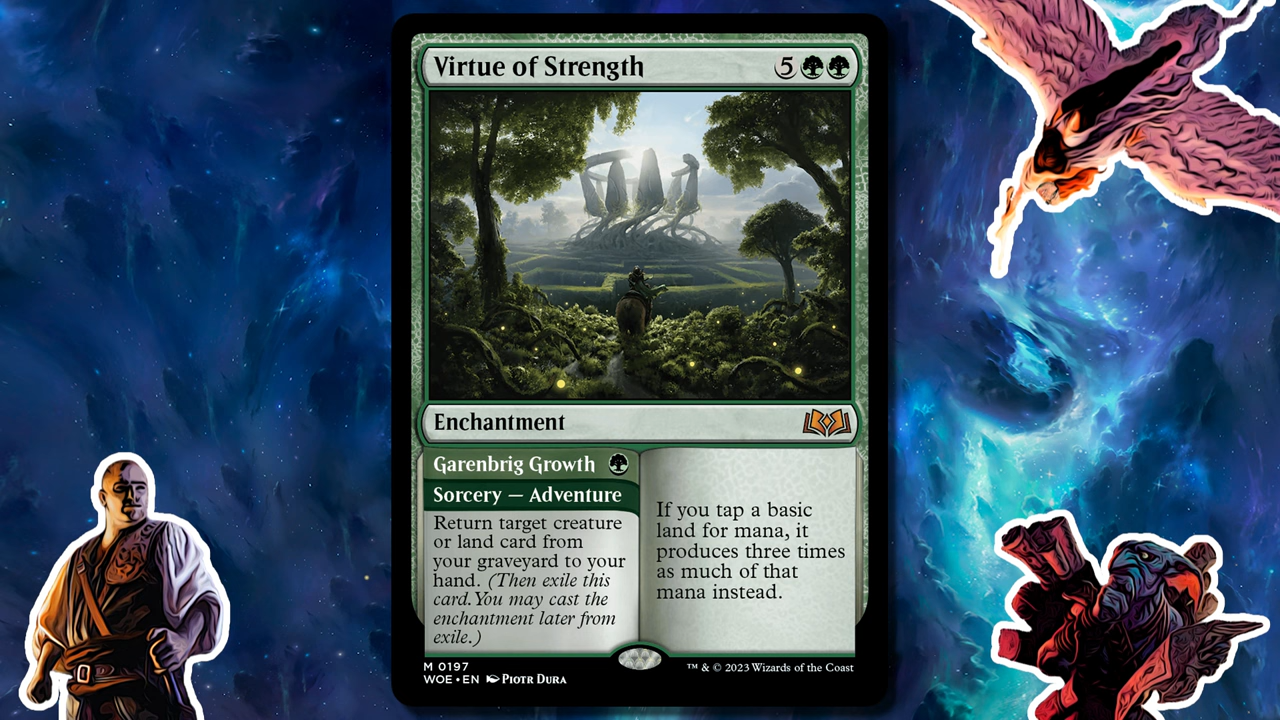 Virtue of Strength 5
Enchantment
Garenbrig Growth
Sorcery — Adventure
Return target creature
or land card from
your graveyard to your
hand. (Then exile this
card.You may cast the
enchantment later from
exile.)
If you tap a basic
land for mana, it
produces three times
as much of that
mana instead.
M 0197
WOE • EN Piotr Dura
™ & © 2023 Wizards of the Coast